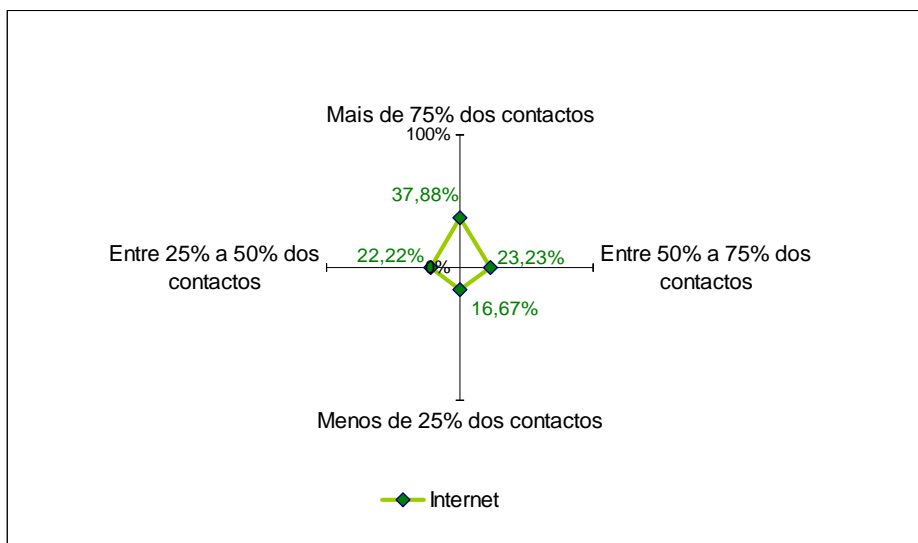 Mais de 75% dos contactos
100%
37,88%
Entre 25% a 50% dos
contactos
22,22%
0%
23,23%
Entre 50% a 75% dos
contactos
16,67%
Menos de 25% dos contactos
Internet